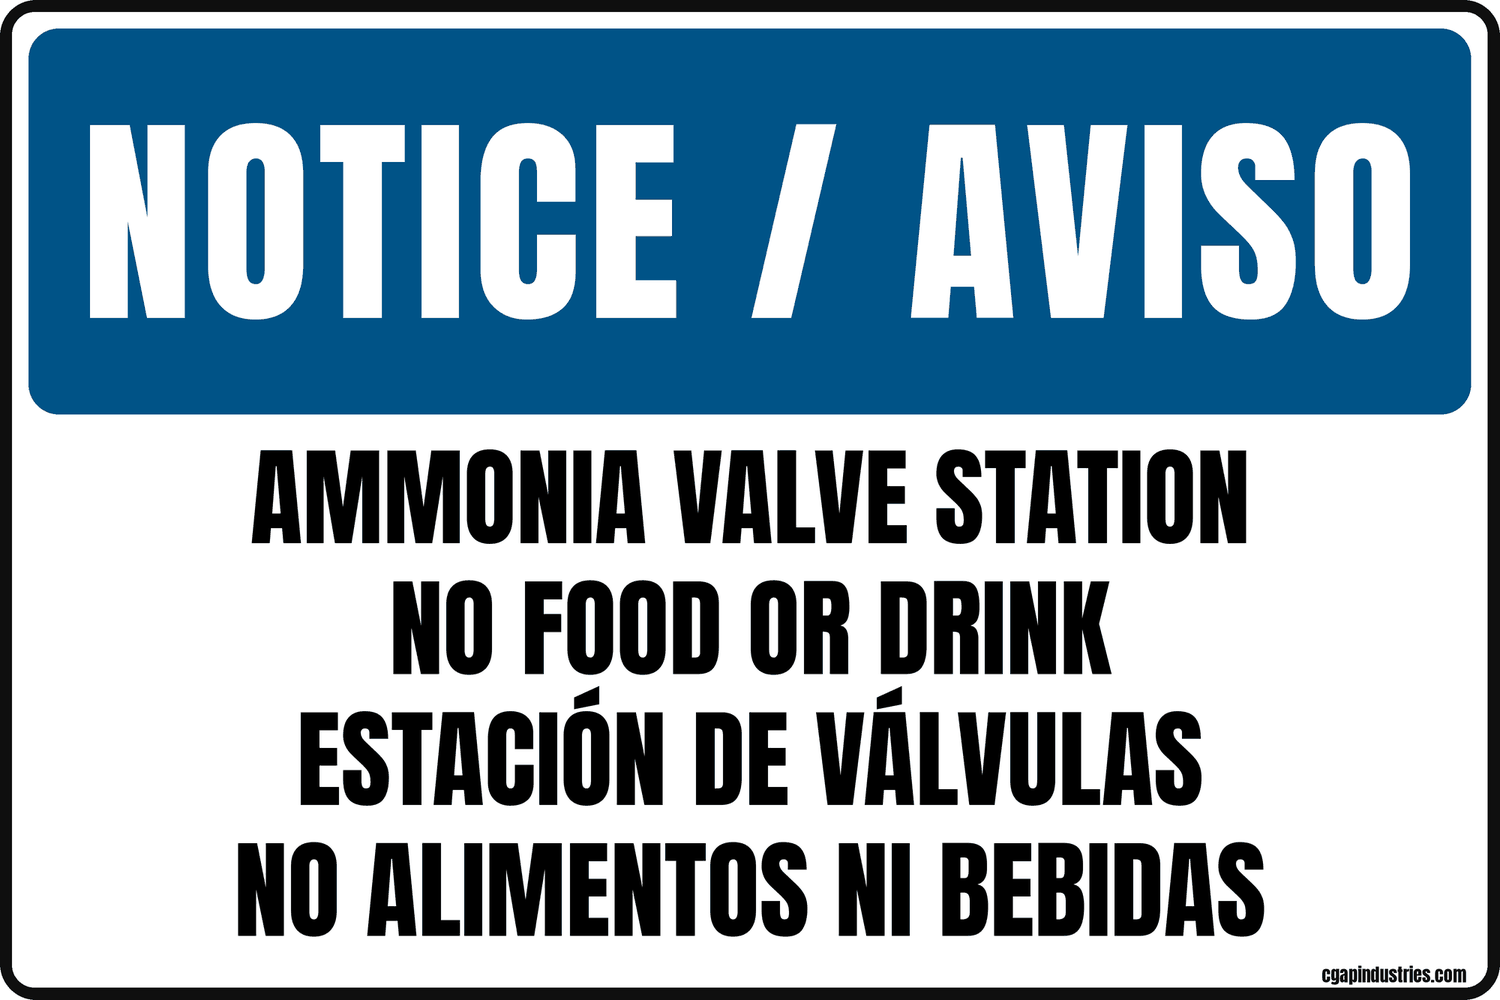 NOTICE / AVISO
AMMONIA VALVE STATION
NO FOOD OR DRINK
ESTACIÓN DE VÁLVULAS
NO ALIMENTOS NI BEBIDAS
cgapindustries.com